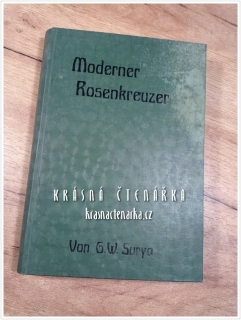 Moderner
Rosenkreuzer
KRÁSNÁ ČTENÁŘKA
krasnactenarka.cz
Von G.W. Surya